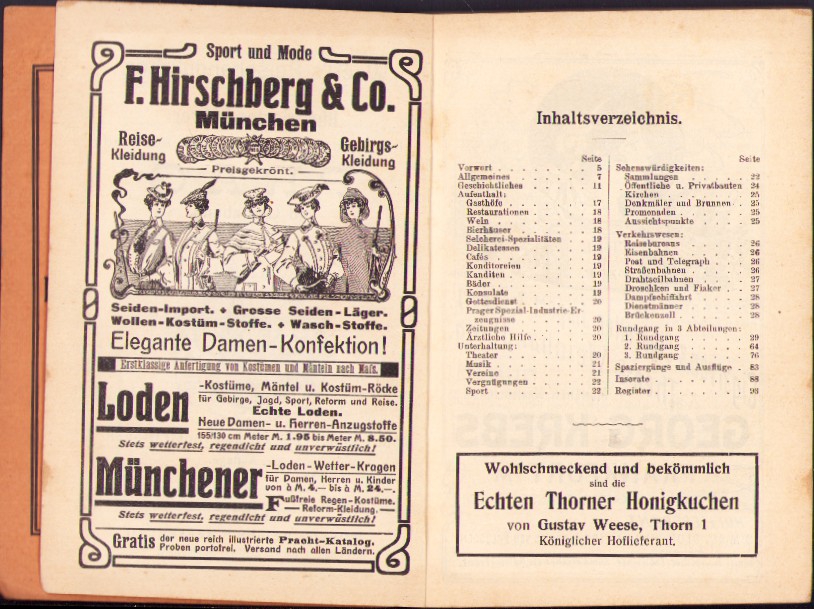 Sport und Mode
F. Hirschberg & Co.
München
Reise-
Kleidung
Gebirgs-
Kleidung
Preisgekrönt.
Seiden-Import. Grosse Seiden-Läger.
Wollen-Kostüm-Stoffe. Wasch-Stoffe.
Elegante Damen-Konfektion!
Erstklassige Anfertigung von Kostümen und Mänteln nach Maß.
Loden
-Kostüme, Mäntel u. Kostüm-Röcke
für Gebirge, Jagd, Sport, Reform und Reise.
Echte Loden.
Neue Damen- u. Herren-Anzugstoffe
155/130 cm Meter M. 1.95 bis Meter M. 8.50.
Stets wetterfest, regendicht und unverwüstlich!
Münchener
-Loden-Wetter-Kragen
für Damen, Herren u. Kinder
von à M. 4.— bis à M. 24.—.
Fußfreie Regen-Kostüme.
— Reform-Kleidung. —
Stets wetterfest, regendicht und unverwüstlich!
Gratis der neue reich illustrierte Pracht-Katalog.
Proben portofrei. Versand nach allen Ländern.
Inhaltsverzeichnis.
Seite
Vorwort 5
Allgemeines 7
Geschichtliches 11
Aufenthalt:
Gasthöfe 17
Restaurationen 18
Wein 18
Bierhäuser 18
Selcherei-Spezialitäten 19
Delikatessen 19
Cafés 19
Konditoreien 19
Kanditen 19
Bäder 19
Konsulate 19
Gottesdienst 20
Prager Spezial-Industrie-Er-
zeugnisse 20
Zeitungen 20
Ärztliche Hilfe 20
Unterhaltung:
Theater 20
Musik 21
Vereine 21
Vergnügungen 22
Sport 22
Seite
Sehenswürdigkeiten:
Sammlungen 22
Öffentliche u. Privatbauten 24
Kirchen 25
Denkmäler und Brunnen 25
Promenaden 25
Aussichtspunkte 25
Verkehrswesen:
Reisebureaus 26
Eisenbahnen 26
Post und Telegraph 26
Straßenbahnen 26
Drahtseilbahnen 27
Droschken und Fiaker 27
Dampfschiffahrt 28
Dienstmänner 28
Brückenzoll 28
Rundgang in 3 Abteilungen:
1. Rundgang 29
2. Rundgang 64
3. Rundgang 76
Spaziergänge und Ausflüge 83
Inserate 88
Register 93
Wohlschmeckend und bekömmlich
sind die
Echten Thorner Honigkuchen
von Gustav Weese, Thorn 1
Königlicher Hoflieferant.